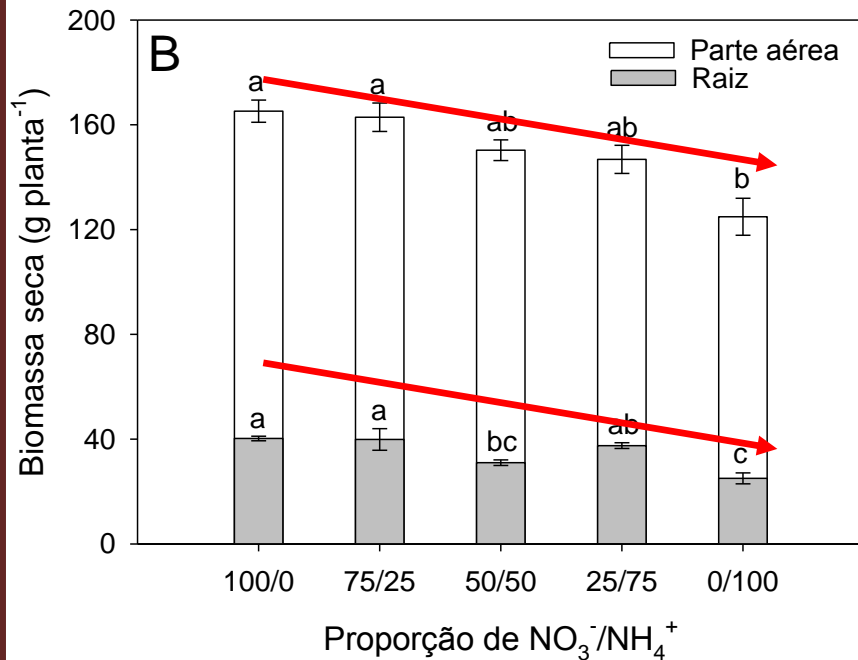 B
Parte aérea
Raiz
Biomassa seca (g planta⁻¹)
200
160
120
80
40
0
a
a
ab
ab
b
a
a
bc
ab
c
100/0 75/25 50/50 25/75 0/100
Proporção de NO₃⁻/NH₄⁺